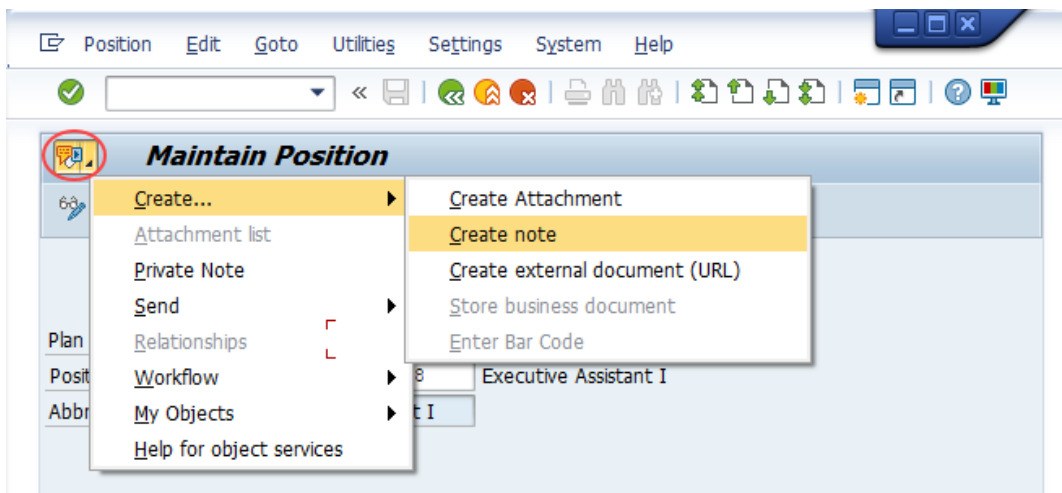 Position Edit Goto Utilities Settings System Help
Maintain Position
Create...
Attachment list
Private Note
Send
Relationships
Workflow
My Objects
Help for object services
Create Attachment
Create note
Create external document (URL)
Store business document
Enter Bar Code
Plan
Posit 8 Executive Assistant I
Abbr t I